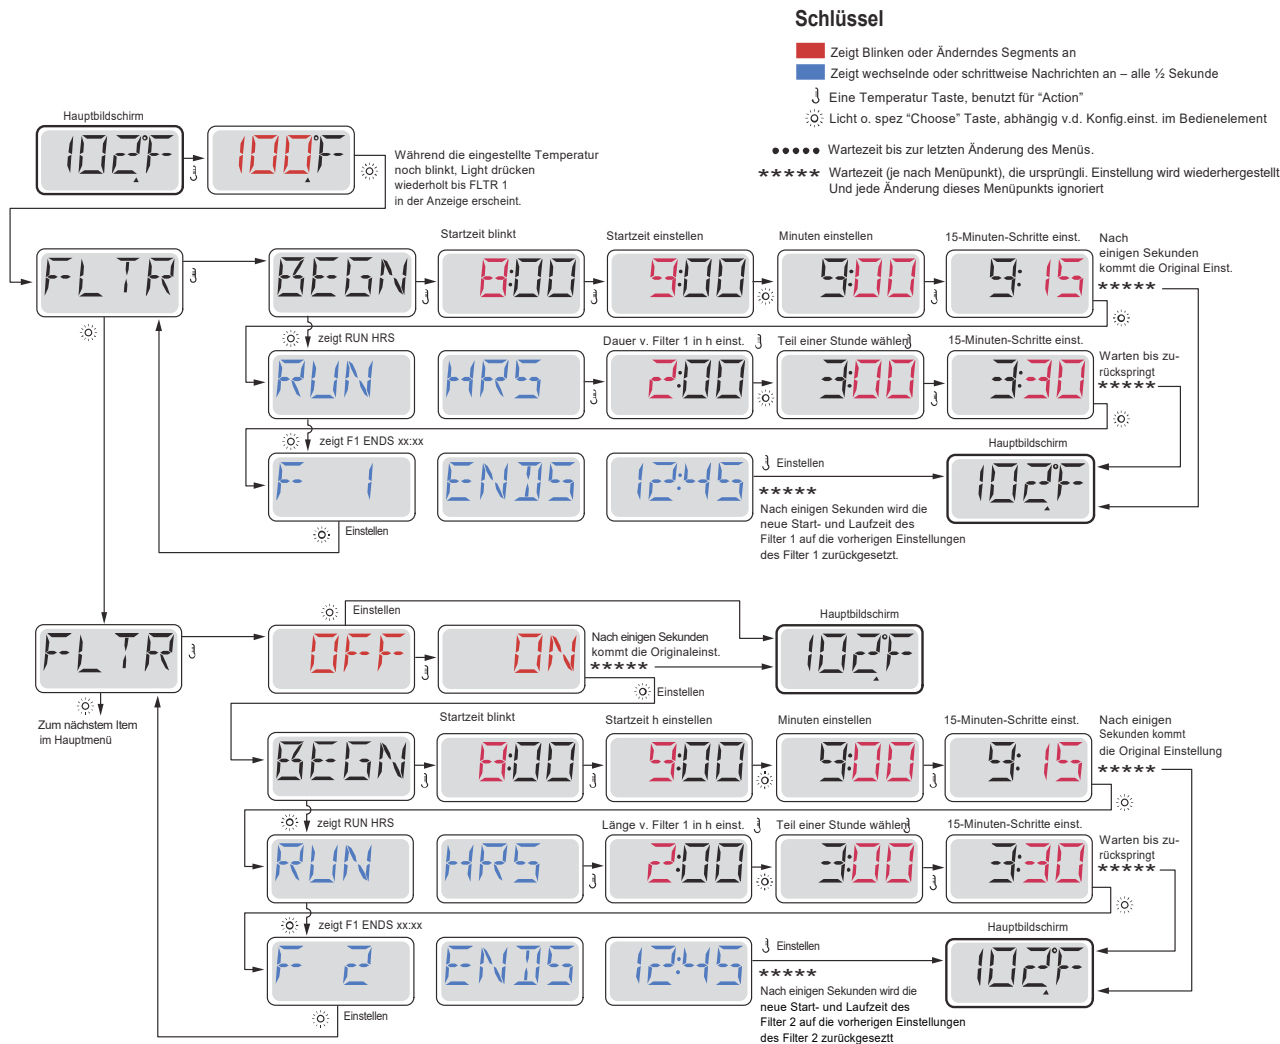 Schlüssel
Zeigt Blinken oder Änderndes Segments an
Zeigt wechselnde oder schrittweise Nachrichten an – alle ½ Sekunde
Eine Temperatur Taste, benutzt für “Action”
Licht o. spez “Choose” Taste, abhängig v.d. Konfig.einst. im Bedienelement
Wartezeit bis zur letzten Änderung des Menüs.
***** Wartezeit (je nach Menüpunkt), die ursprüngli. Einstellung wird wiederhergestellt
Und jede Änderung dieses Menüpunkts ignoriert
Hauptbildschirm
102°F
100°F
Während die eingestellte Temperatur
noch blinkt, Light drücken
wiederholt bis FLTR 1
in der Anzeige erscheint.
Startzeit blinkt
Startzeit einstellen
Minuten einstellen
15-Minuten-Schritte einst.
Nach
einigen Sekunden
kommt die Original Einst.
*****
FLTR
BEGN
8:00
9:00
9:00
9:15
zeigt RUN HRS
Dauer v. Filter 1 in h einst.
Teil einer Stunde wählen
15-Minuten-Schritte einst.
Warten bis zu-
rückspringt
*****
RUN
HRS
2:00
3:00
3:30
zeigt F1 ENDS xx:xx
Hauptbildschirm
F 1
ENDS
12:45
Einstellen
*****
Nach einigen Sekunden wird die
neue Start- und Laufzeit des
Filter 1 auf die vorherigen Einstellungen
des Filter 1 zurückgesetzt.
102°F
Einstellen
Einstellen
Hauptbildschirm
FLTR
OFF
ON
Nach einigen Sekunden
kommt die Originaleinst.
*****
102°F
Einstellen
Zum nächstem Item
im Hauptmenü
Startzeit blinkt
Startzeit h einstellen
Minuten einstellen
15-Minuten-Schritte einst.
Nach einigen
Sekunden kommt
die Original Einstellung
*****
BEGN
8:00
9:00
9:00
9:15
zeigt RUN HRS
Länge v. Filter 1 in h einst.
Teil einer Stunde wählen
15-Minuten-Schritte einst.
Warten bis zu-
rückspringt
*****
RUN
HRS
2:00
3:00
3:30
zeigt F1 ENDS xx:xx
Hauptbildschirm
F 2
ENDS
12:45
Einstellen
*****
Nach einigen Sekunden wird die
neue Start- und Laufzeit des
Filter 2 auf die vorherigen Einstellungen
des Filter 2 zurückgeseztt
102°F
Einstellen